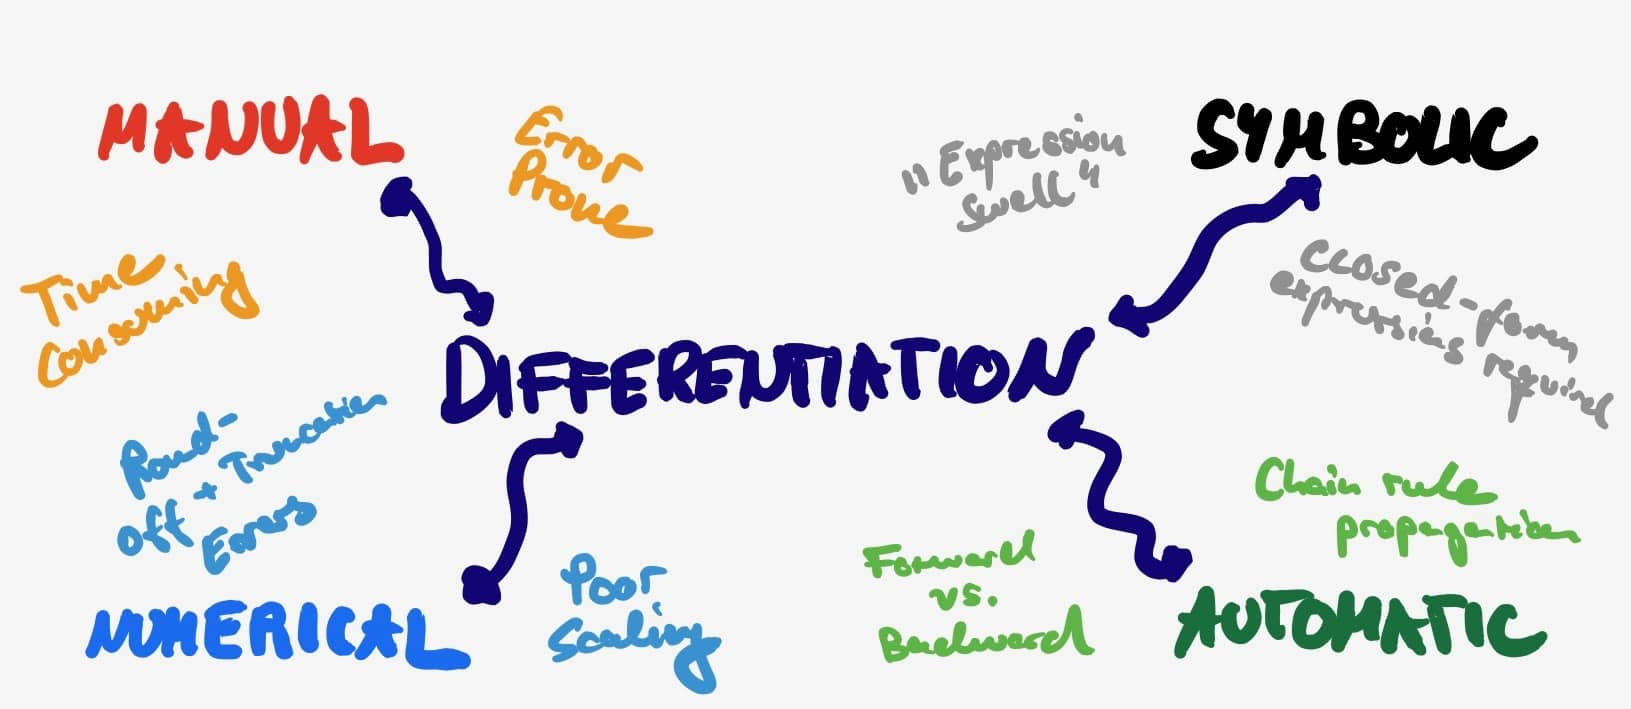 MANUAL
Error
Prone
Time
Consuming
"Expression
Swell"
SYMBOLIC
Closed-form
expressions required
DIFFERENTIATION
Round-
off + Truncation
Errors
NUMERICAL
Poor
Scaling
Forward
vs.
Backward
Chain rule
propagation
AUTOMATIC